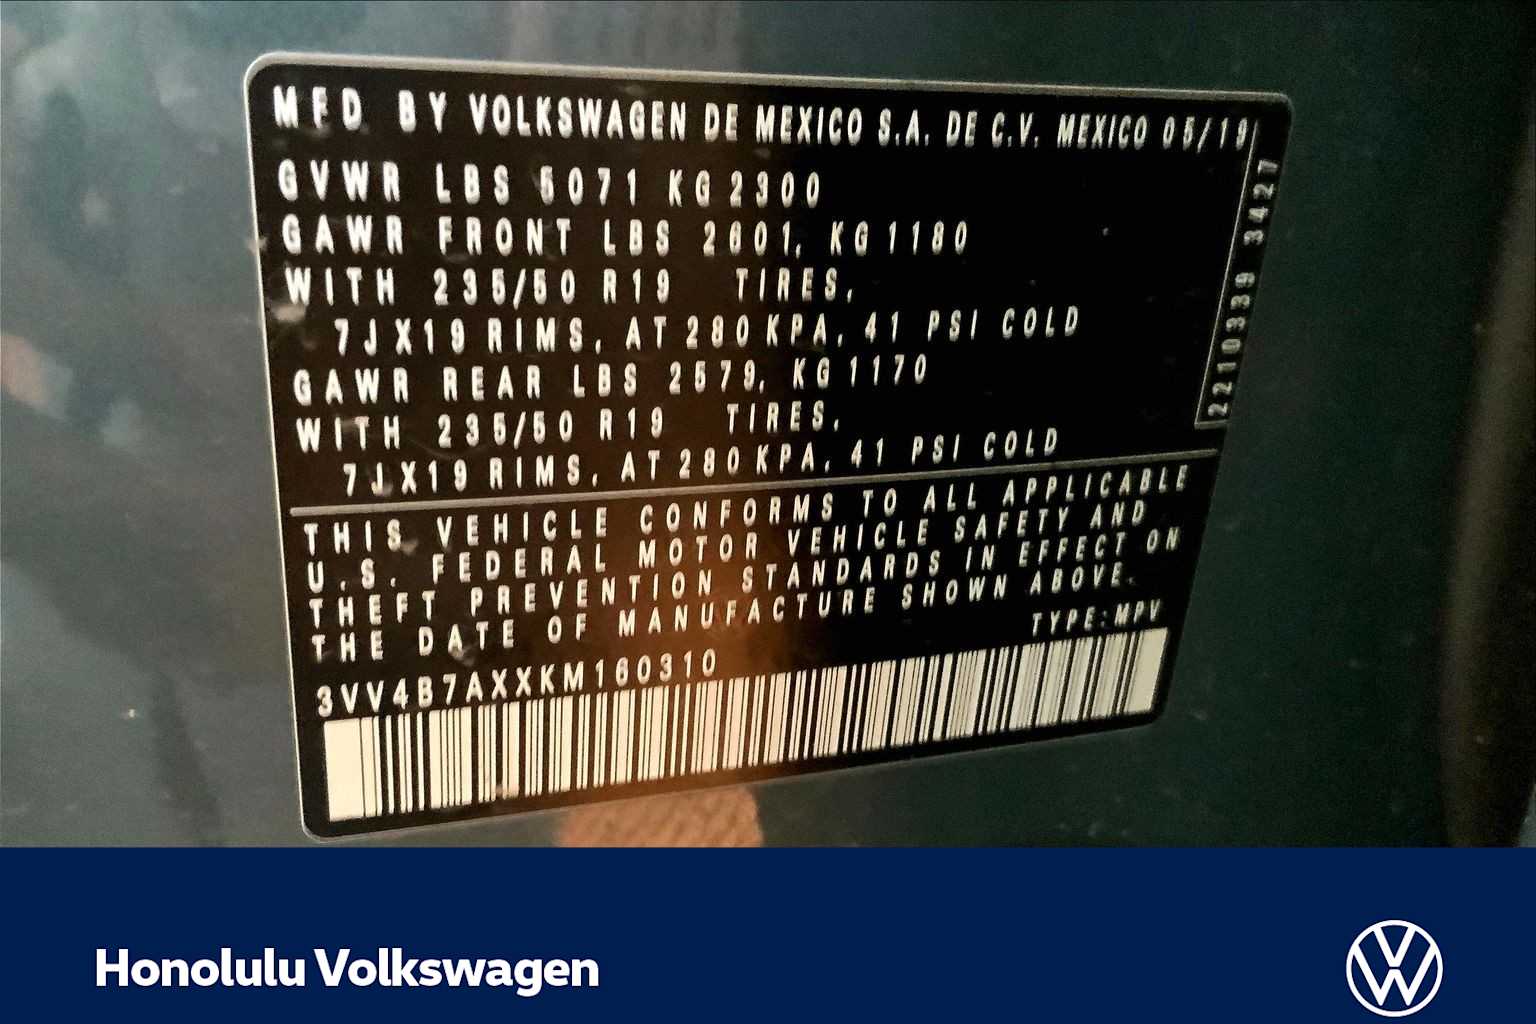 MFD. BY VOLKSWAGEN DE MEXICO S.A. DE C.V. MEXICO 05/19
GVWR LBS 5071 KG 2300
GAWR FRONT LBS 2601, KG 1180
WITH 235/50 R19 TIRES,
7JX19 RIMS, AT 280 KPA, 41 PSI COLD
GAWR REAR LBS 2579, KG 1170
WITH 235/50 R19 TIRES,
7JX19 RIMS, AT 280 KPA, 41 PSI COLD
2210339 3427
THIS VEHICLE CONFORMS TO ALL APPLICABLE
U.S. FEDERAL MOTOR VEHICLE SAFETY AND
THEFT PREVENTION STANDARDS IN EFFECT ON
THE DATE OF MANUFACTURE SHOWN ABOVE.
TYPE: MPV
3VV4B7AXXKM160310
Honolulu Volkswagen